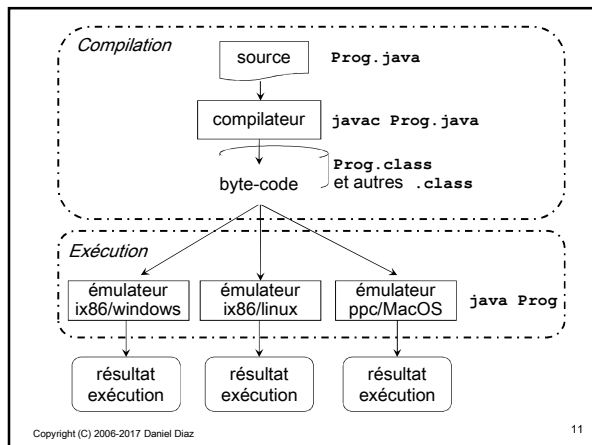 Compilation
source Prog.java
compilateur javac Prog.java
Prog.class
et autres .class
byte-code
Exécution
émulateur
ix86/windows
émulateur
ix86/linux
émulateur
ppc/MacOS
java Prog
résultat
exécution
résultat
exécution
résultat
exécution
Copyright (C) 2006-2017 Daniel Diaz 11